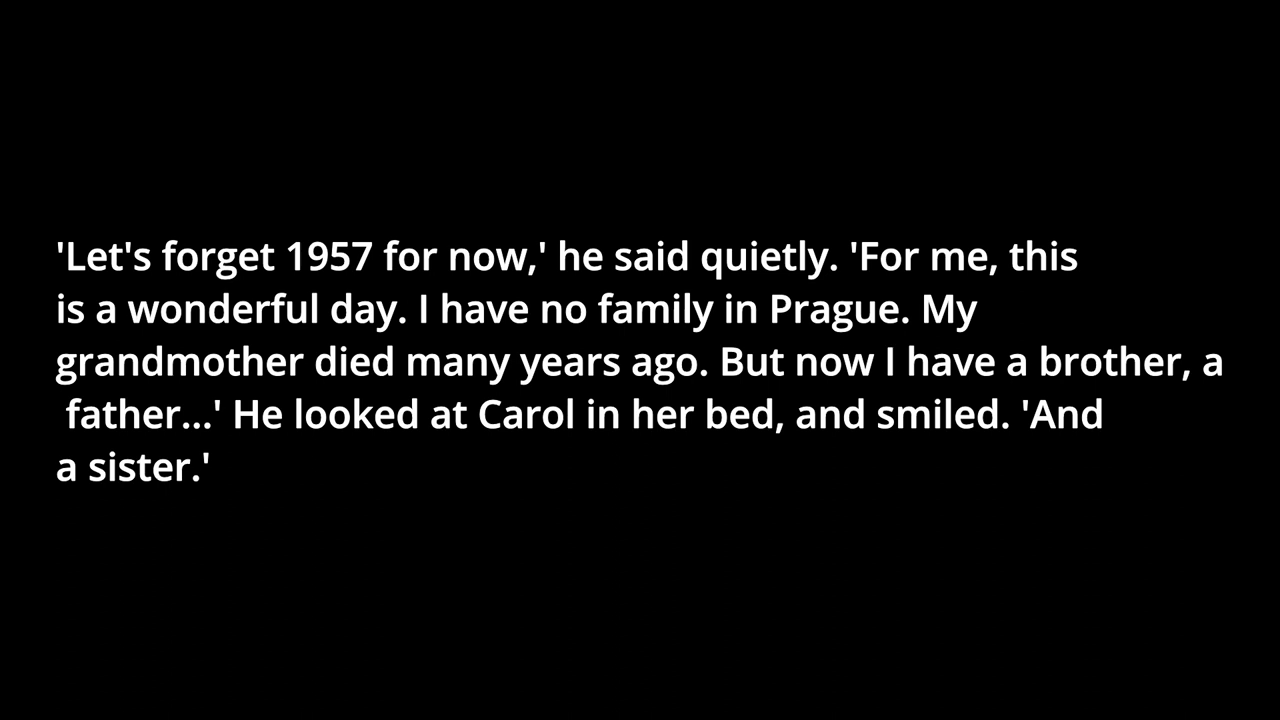 'Let's forget 1957 for now,' he said quietly. 'For me, this
is a wonderful day. I have no family in Prague. My
grandmother died many years ago. But now I have a brother, a
father...' He looked at Carol in her bed, and smiled. 'And
a sister.'